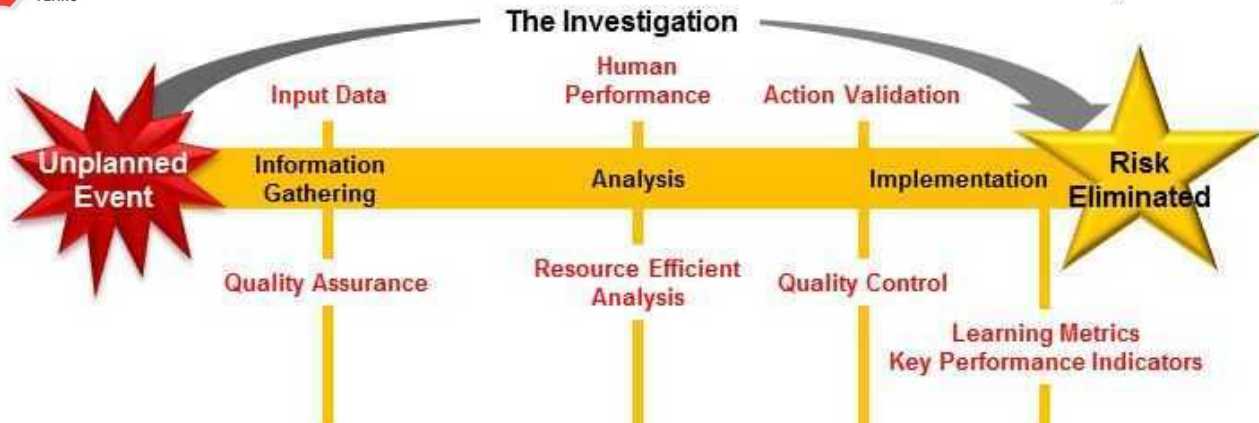 The Investigation
Input Data
Human
Performance
Action Validation
Unplanned
Event
Information
Gathering
Analysis
Implementation
Risk
Eliminated
Quality Assurance
Resource Efficient
Analysis
Quality Control
Learning Metrics
Key Performance Indicators